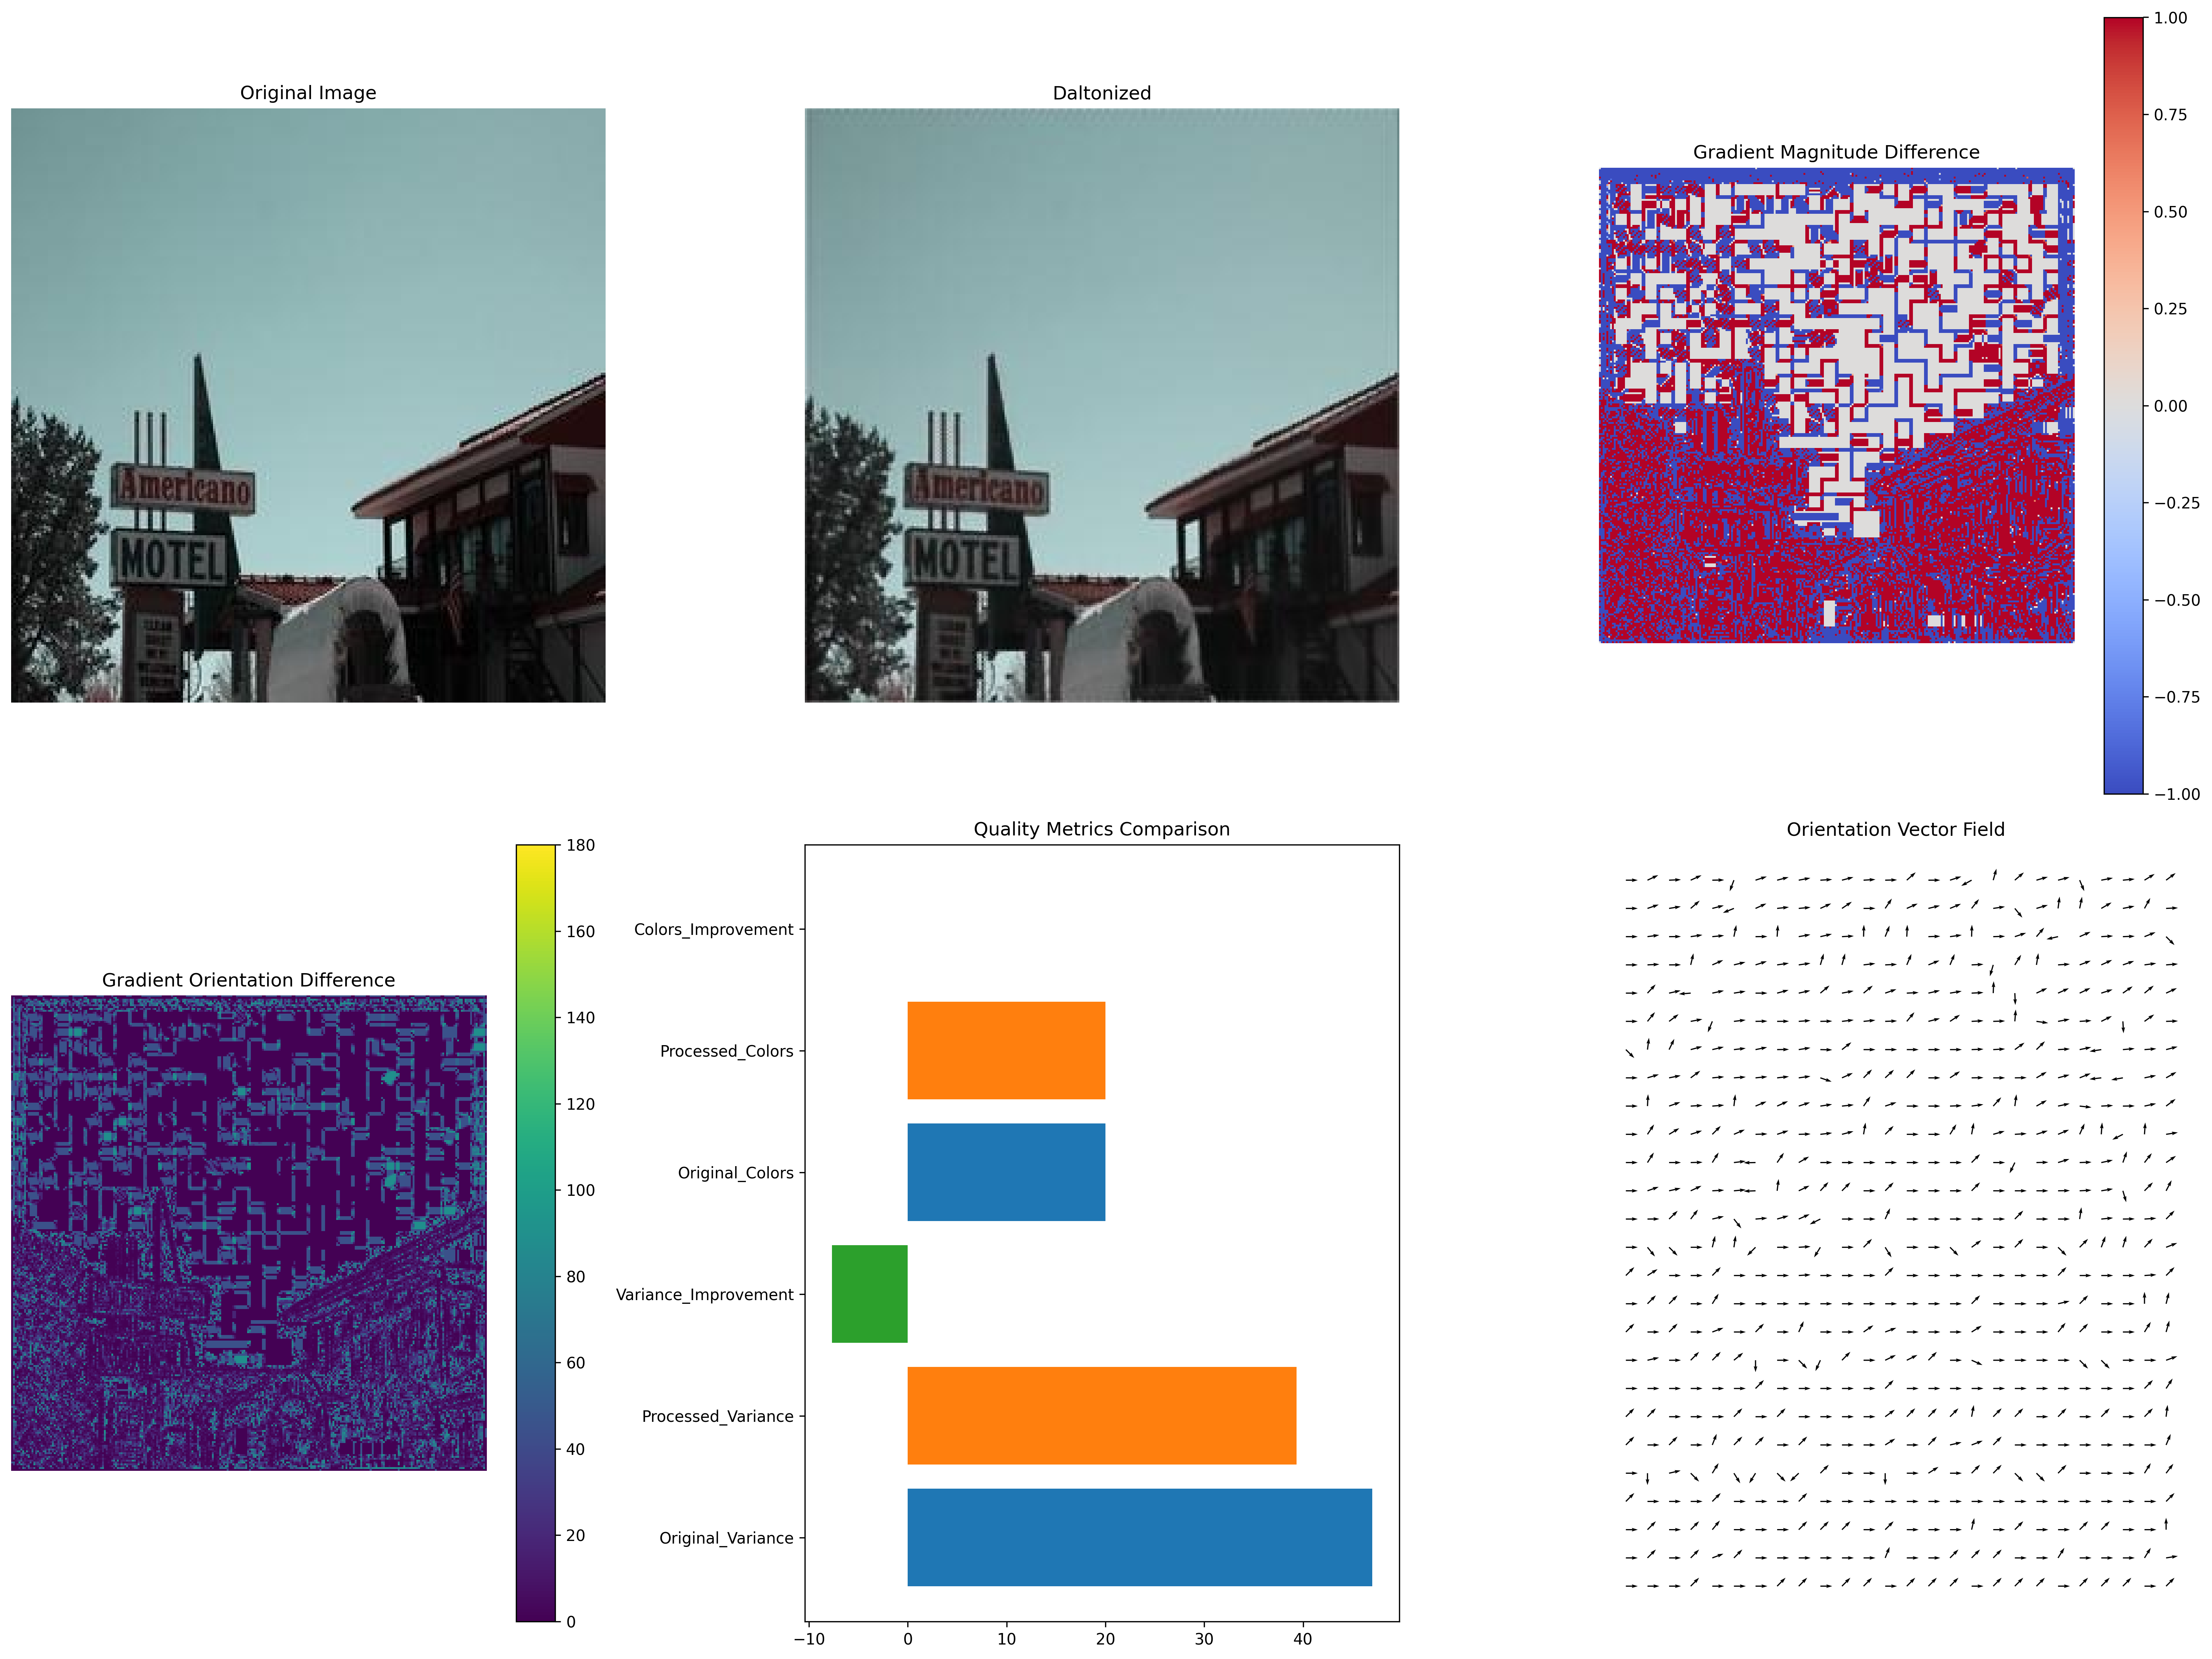 Original Image
Americano
MOTEL
Daltonized
Americano
MOTEL
Gradient Magnitude Difference
1.00
0.75
0.50
0.25
0.00
−0.25
−0.50
−0.75
−1.00
Gradient Orientation Difference
180
160
140
120
100
80
60
40
20
0
Quality Metrics Comparison
Colors_Improvement
Processed_Colors
Original_Colors
Variance_Improvement
Processed_Variance
Original_Variance
−10 0 10 20 30 40
Orientation Vector Field